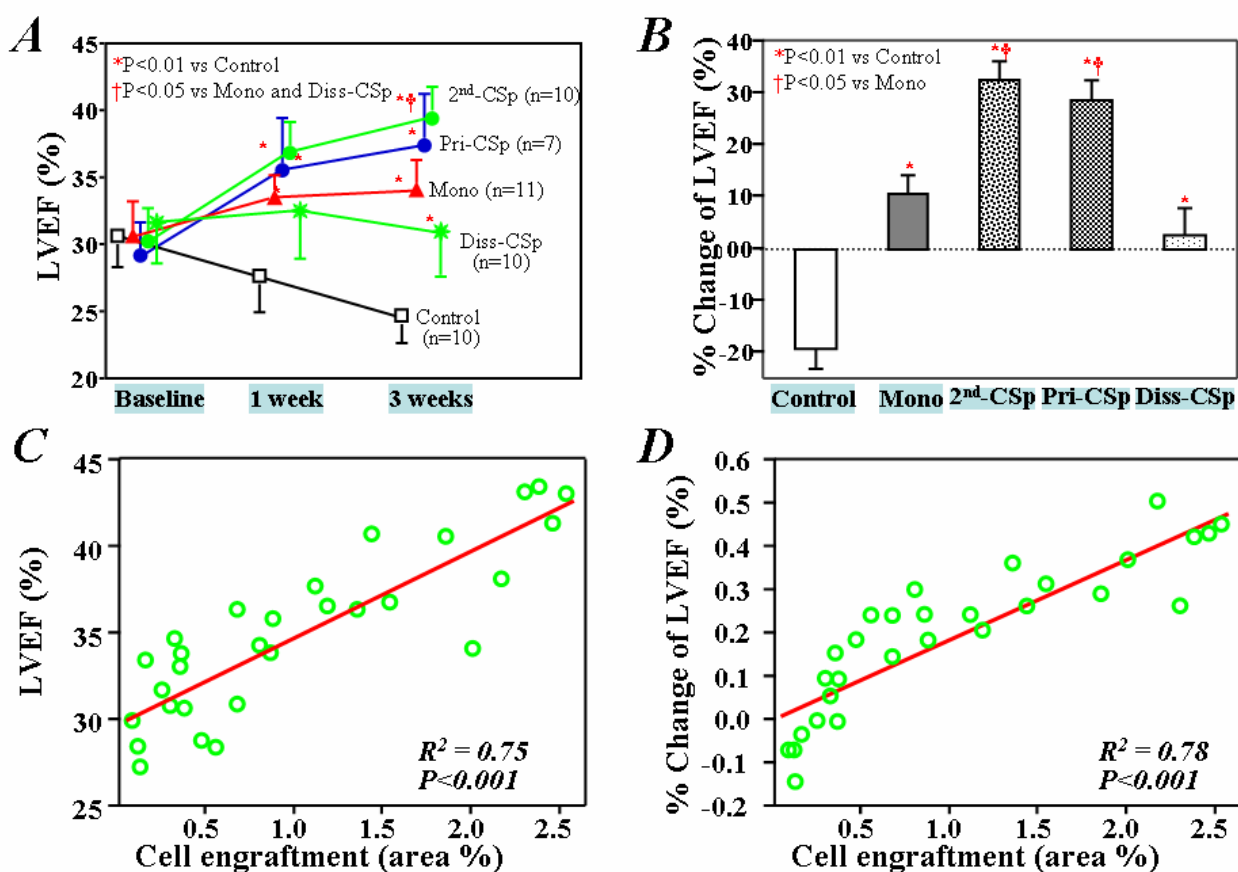 A
45
40
35
30
25
20
LVEF (%)
*P<0.01 vs Control
†P<0.05 vs Mono and Diss-CSp
*†
*
*
*
*
*
*
2nd-CSp (n=10)
Pri-CSp (n=7)
Mono (n=11)
Diss-CSp
(n=10)
Control
(n=10)
Baseline
1 week
3 weeks
B
40
30
20
10
.00
-10
-20
% Change of LVEF (%)
*P<0.01 vs Control
†P<0.05 vs Mono
*
*†
*†
*
Control
Mono
2nd-CSp
Pri-CSp
Diss-CSp
C
45
40
35
30
25
LVEF (%)
R² = 0.75
P<0.001
0.5
1.0
1.5
2.0
2.5
Cell engraftment (area %)
D
0.6
0.5
0.4
0.3
0.2
0.1
0.0
-0.1
-0.2
% Change of LVEF (%)
R² = 0.78
P<0.001
0.5
1.0
1.5
2.0
2.5
Cell engraftment (area %)